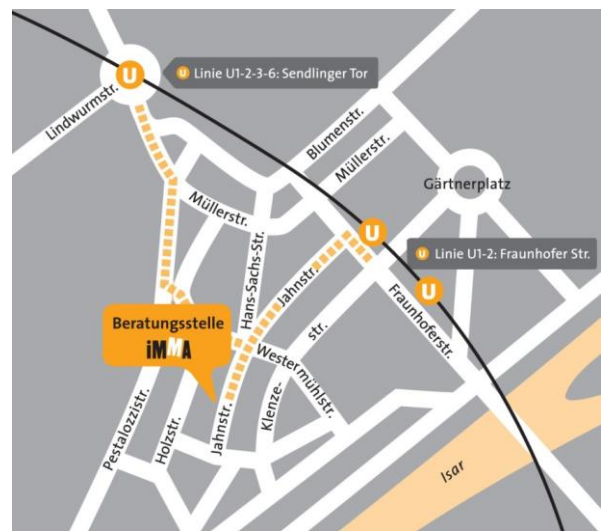 U Linie U1-2-3-6: Sendlinger Tor
U
Lindwurmstr.
Blumenstr.
Müllerstr.
Müllerstr.
Gärtnerplatz
Hans-Sachs-Str.
U
U Linie U1-2: Fraunhofer Str.
U
Jahnstr.
Fraunhoferstr.
Beratungsstelle
iMMA
Klenze-
str.
Westermühlstr.
Pestalozzistr.
Holzstr.
Jahnstr.
Isar